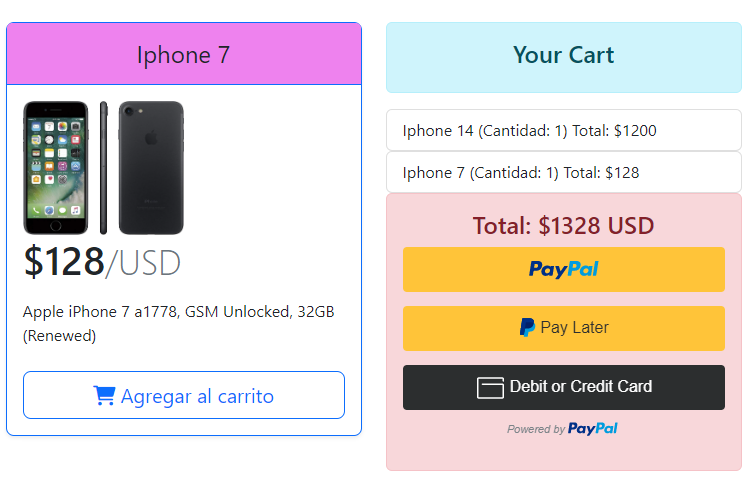 Iphone 7
$128/USD
Apple iPhone 7 a1778, GSM Unlocked, 32GB
(Renewed)
Agregar al carrito
Your Cart
Iphone 14 (Cantidad: 1) Total: $1200
Iphone 7 (Cantidad: 1) Total: $128
Total: $1328 USD
PayPal
Pay Later
Debit or Credit Card
Powered by PayPal